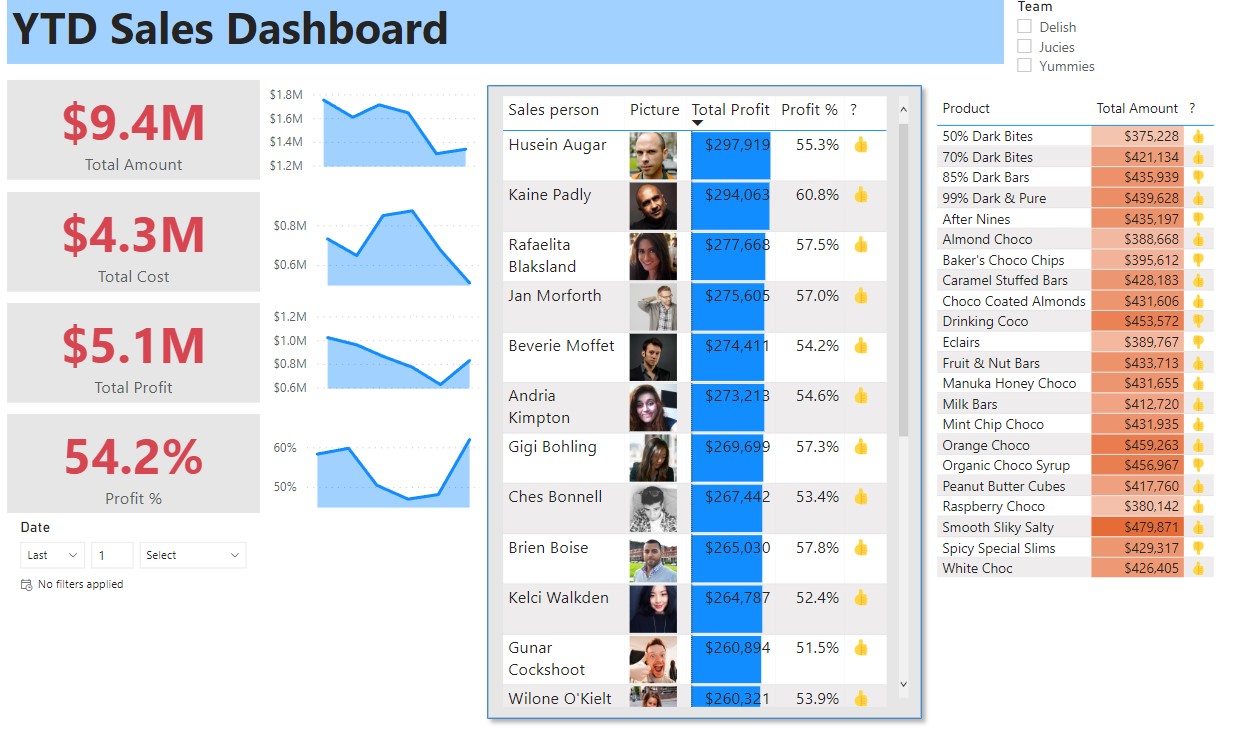 YTD Sales Dashboard
Team
Delish
Jucies
Yummies
$9.4M
Total Amount
$1.8M
$1.6M
$1.4M
$1.2M
$4.3M
Total Cost
$0.8M
$0.6M
$5.1M
Total Profit
$1.2M
$1.0M
$0.8M
$0.6M
54.2%
Profit %
60%
50%
Date
Last 1 Select
No filters applied
Sales person Picture Total Profit Profit % ?
Husein Augar $297,919 55.3%
Kaine Padly $294,063 60.8%
Rafaelita $277,668 57.5%
Blaksland
Jan Morforth $275,605 57.0%
Beverie Moffet $274,411 54.2%
Andria $273,213 54.6%
Kimpton
Gigi Bohling $269,699 57.3%
Ches Bonnell $267,442 53.4%
Brien Boise $265,030 57.8%
Kelci Walkden $264,787 52.4%
Gunar $260,894 51.5%
Cockshoot
Wilone O'Kielt $260,321 53.9%
Product Total Amount ?
50% Dark Bites $375,228
70% Dark Bites $421,134
85% Dark Bars $435,939
99% Dark & Pure $439,628
After Nines $435,197
Almond Choco $388,668
Baker's Choco Chips $395,612
Caramel Stuffed Bars $428,183
Choco Coated Almonds $431,606
Drinking Coco $453,572
Eclairs $389,767
Fruit & Nut Bars $433,713
Manuka Honey Choco $431,655
Milk Bars $412,720
Mint Chip Choco $431,935
Orange Choco $459,263
Organic Choco Syrup $456,967
Peanut Butter Cubes $417,760
Raspberry Choco $380,142
Smooth Sliky Salty $479,871
Spicy Special Slims $429,317
White Choc $426,405